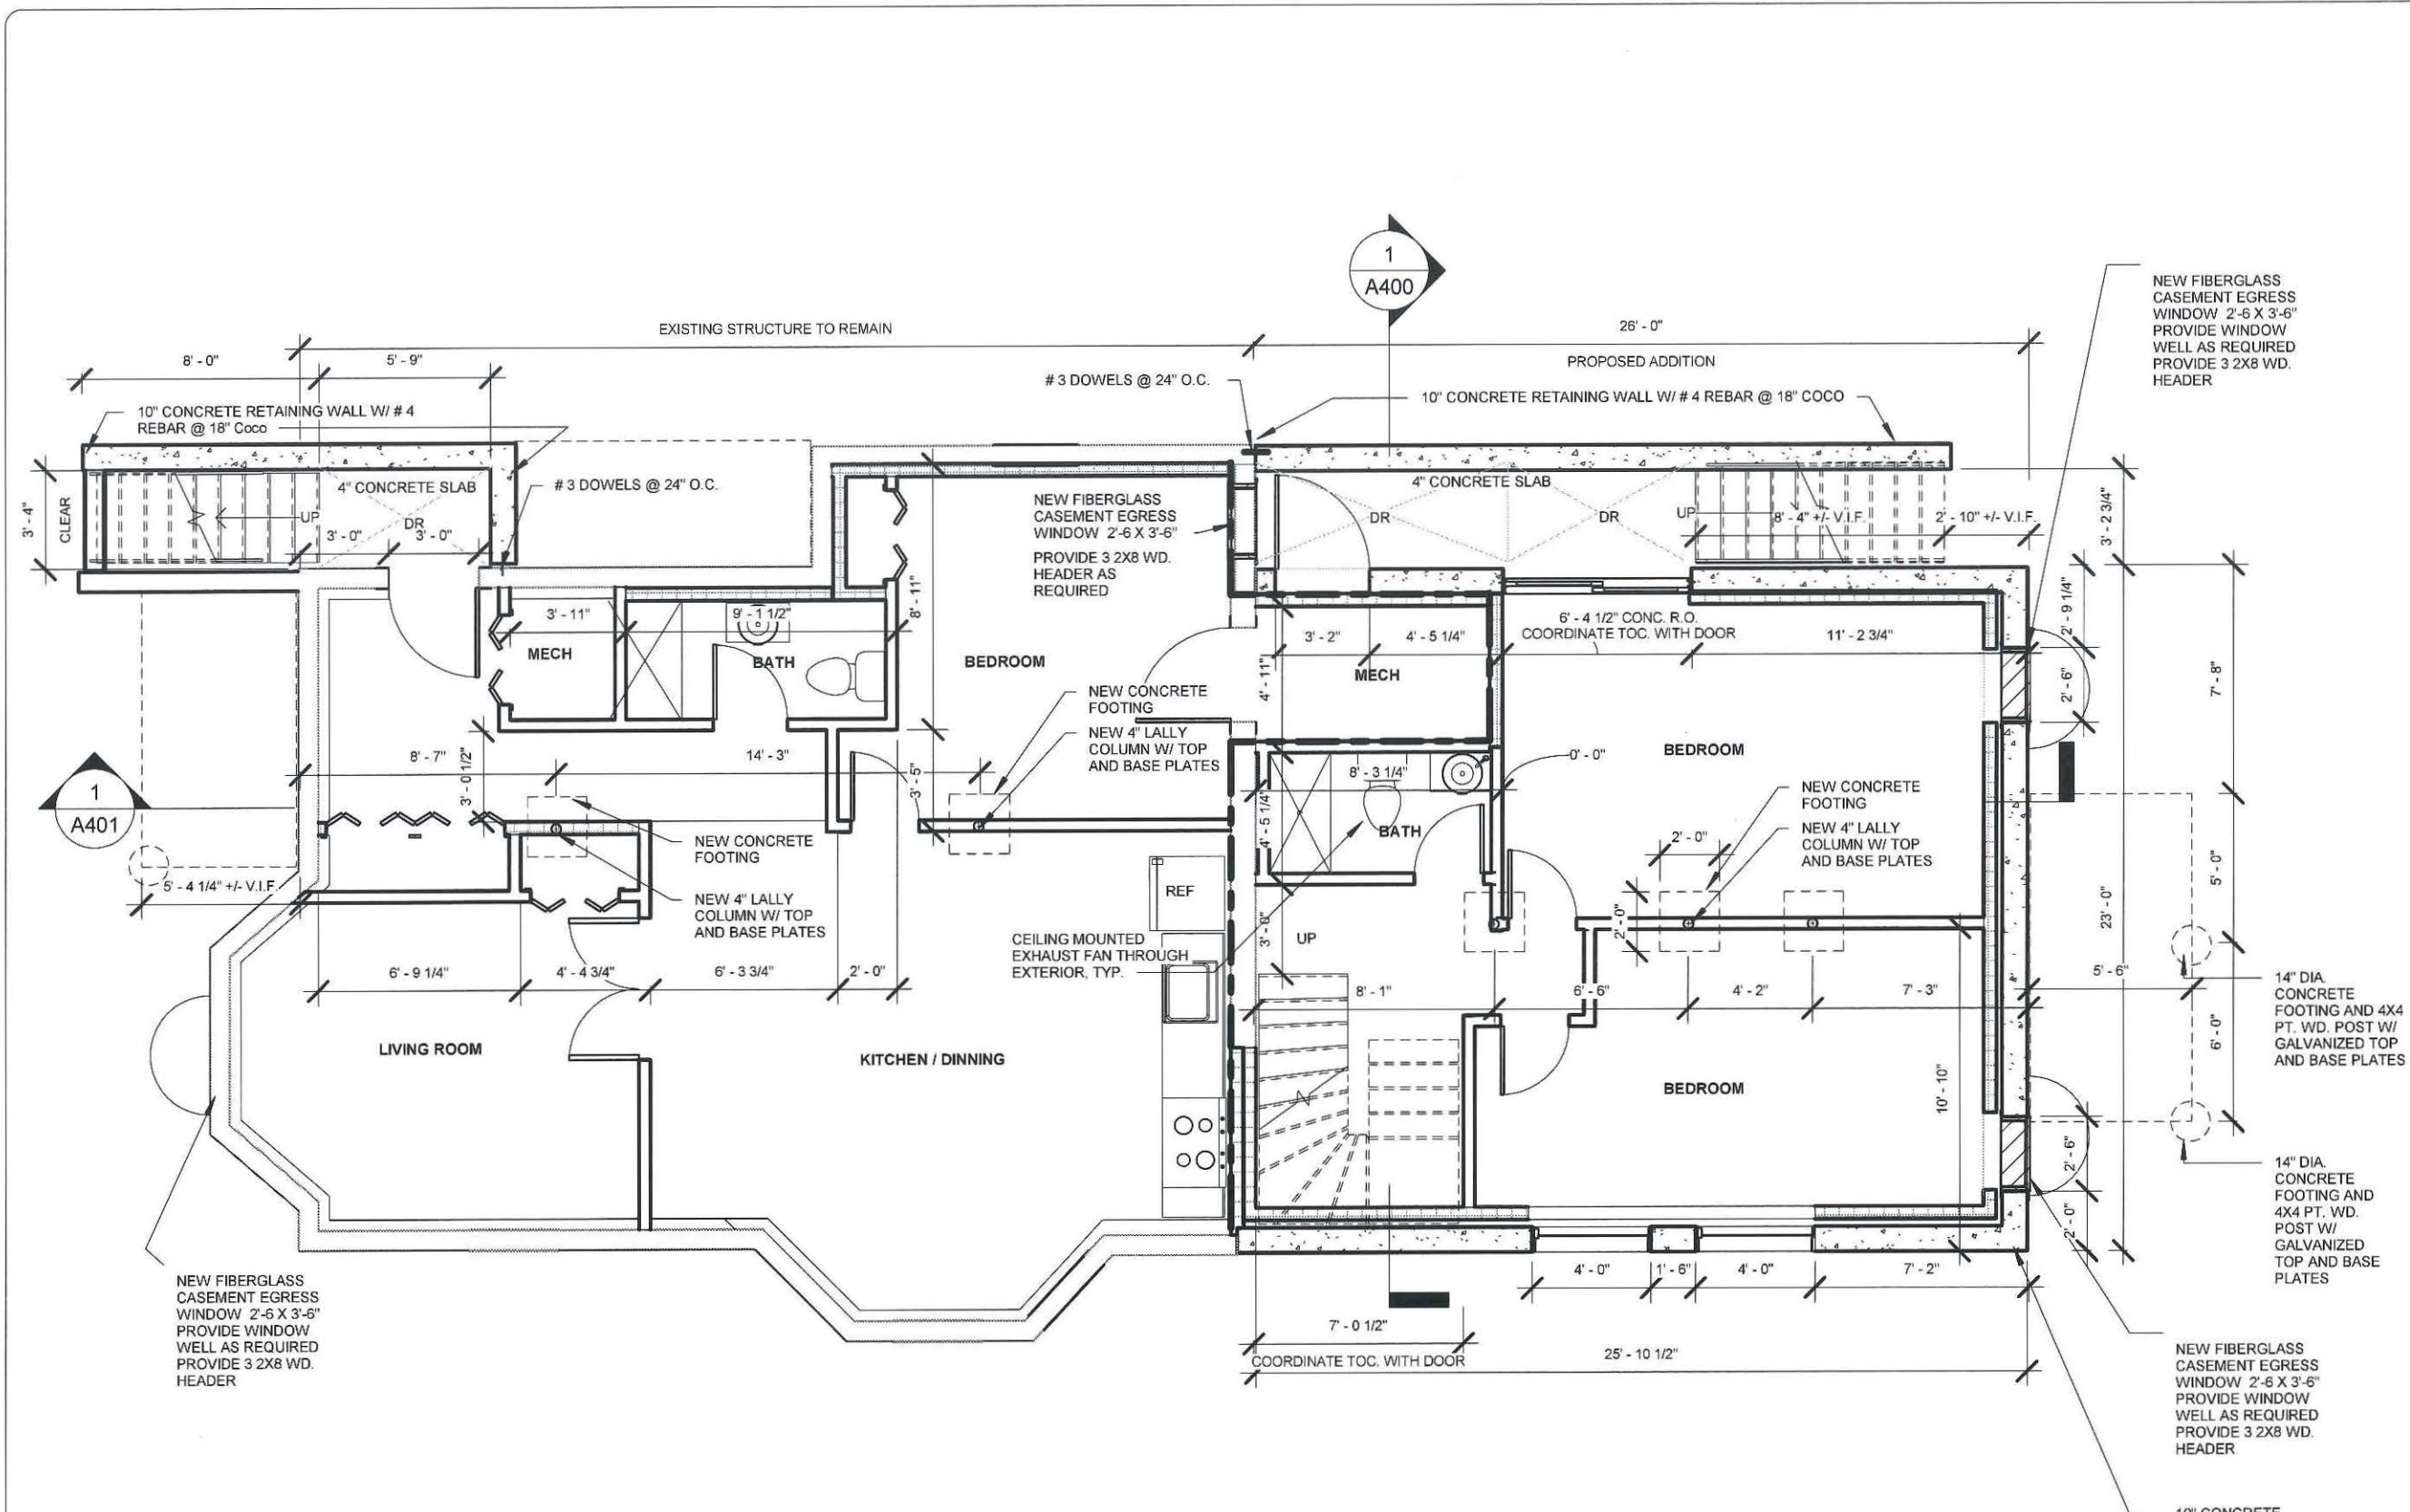 1
A400
NEW FIBERGLASS
CASEMENT EGRESS
WINDOW 2'-6 X 3'-6"
PROVIDE WINDOW
WELL AS REQUIRED
PROVIDE 3 2X8 WD.
HEADER
EXISTING STRUCTURE TO REMAIN
26' - 0"
PROPOSED ADDITION
8' - 0"
5' - 9"
# 3 DOWELS @ 24" O.C.
10" CONCRETE RETAINING WALL W/ # 4 REBAR @ 18" COCO
10" CONCRETE RETAINING WALL W/ # 4
REBAR @ 18" Coco
3' - 4"
CLEAR
4" CONCRETE SLAB
# 3 DOWELS @ 24" O.C.
UP
DR
3' - 0"
3' - 0"
NEW FIBERGLASS
CASEMENT EGRESS
WINDOW 2'-6 X 3'-6"
PROVIDE 3 2X8 WD.
HEADER AS
REQUIRED
4" CONCRETE SLAB
DR
DR
UP
8' - 4" +/- V.I.F.
2' - 10" +/- V.I.F.
3' - 2 3/4"
3' - 11"
9' - 1 1/2"
8' - 11"
MECH
BATH
BEDROOM
3' - 2"
4' - 5 1/4"
6' - 4 1/2" CONC. R.O.
COORDINATE TOC. WITH DOOR
11' - 2 3/4"
2' - 9 1/4"
4' - 11"
MECH
2' - 6"
7' - 8"
NEW CONCRETE
FOOTING
NEW 4" LALLY
COLUMN W/ TOP
AND BASE PLATES
8' - 7"
3' - 0 1/2"
14' - 3"
3' - 5"
8' - 3 1/4"
0' - 0"
BEDROOM
1
A401
4' - 5 1/4"
BATH
NEW CONCRETE
FOOTING
NEW 4" LALLY
COLUMN W/ TOP
AND BASE PLATES
2' - 0"
5' - 0"
NEW CONCRETE
FOOTING
NEW 4" LALLY
COLUMN W/ TOP
AND BASE PLATES
5' - 4 1/4" +/- V.I.F.
REF
CEILING MOUNTED
EXHAUST FAN THROUGH
EXTERIOR, TYP.
3' - 0"
UP
2' - 0"
23' - 0"
6' - 9 1/4"
4' - 4 3/4"
6' - 3 3/4"
2' - 0"
8' - 1"
6' - 6"
4' - 2"
7' - 3"
5' - 6"
14" DIA.
CONCRETE
FOOTING AND 4X4
PT. WD. POST W/
GALVANIZED TOP
AND BASE PLATES
6' - 0"
LIVING ROOM
KITCHEN / DINNING
BEDROOM
10' - 10"
2' - 6"
2' - 0"
14" DIA.
CONCRETE
FOOTING AND
4X4 PT. WD.
POST W/
GALVANIZED
TOP AND BASE
PLATES
NEW FIBERGLASS
CASEMENT EGRESS
WINDOW 2'-6 X 3'-6"
PROVIDE WINDOW
WELL AS REQUIRED
PROVIDE 3 2X8 WD.
HEADER
4' - 0"
1' - 6"
4' - 0"
7' - 2"
7' - 0 1/2"
COORDINATE TOC. WITH DOOR
25' - 10 1/2"
NEW FIBERGLASS
CASEMENT EGRESS
WINDOW 2'-6 X 3'-6"
PROVIDE WINDOW
WELL AS REQUIRED
PROVIDE 3 2X8 WD.
HEADER
CONCRETE